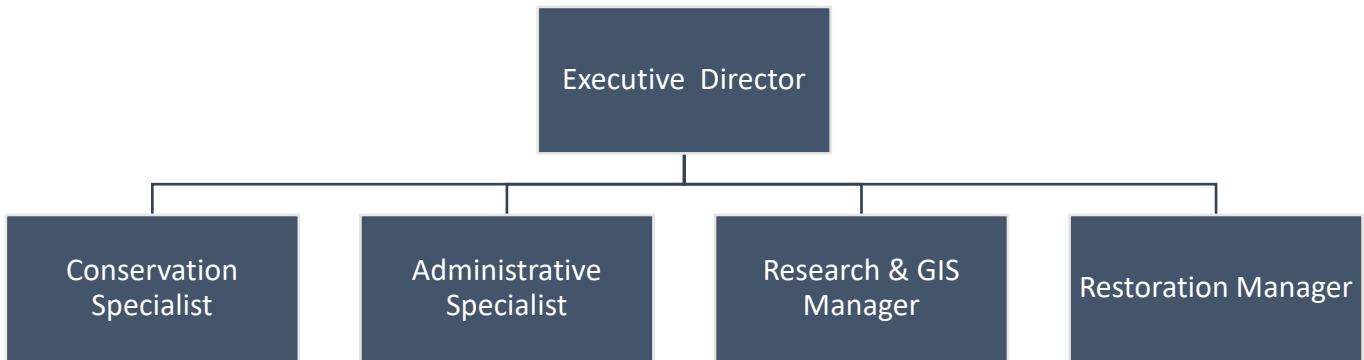 Executive  Director
Conservation
Specialist
Administrative
Specialist
Research & GIS
Manager
Restoration Manager